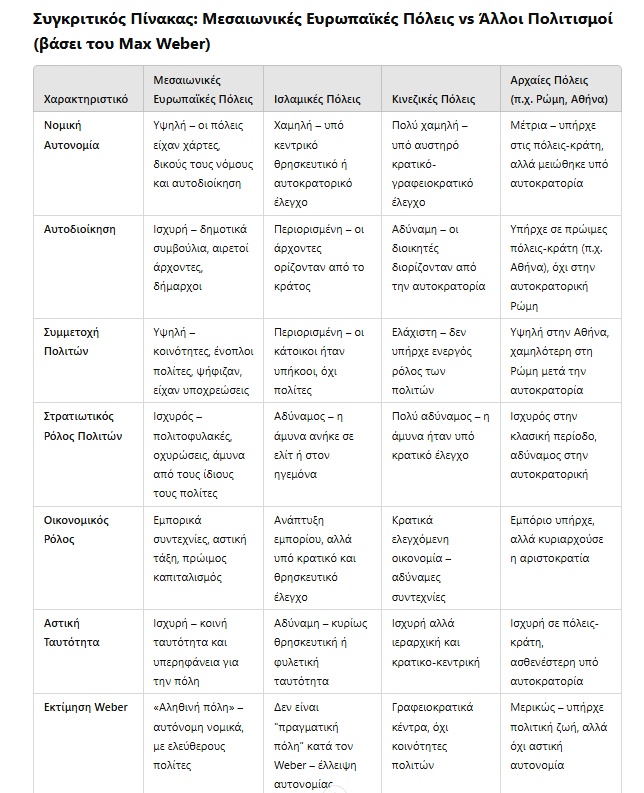 Συγκριτικός Πίνακας: Μεσαιωνικές Ευρωπαϊκές Πόλεις vs Άλλοι Πολιτισμοί
(βάσει του Max Weber)
Χαρακτηριστικό
Μεσαιωνικές
Ευρωπαϊκές Πόλεις
Ισλαμικές Πόλεις
Κινεζικές Πόλεις
Αρχαίες Πόλεις
(π.χ. Ρώμη, Αθήνα)
Νομική
Αυτονομία
Υψηλή – οι πόλεις
είχαν χάρτες,
δικούς τους νόμους
και αυτοδιοίκηση
Χαμηλή – υπό
κεντρικό
θρησκευτικό ή
αυτοκρατορικό
έλεγχο
Πολύ χαμηλή –
υπό αυστηρό
κρατικό-
γραφειοκρατικό
έλεγχο
Μέτρια – υπήρχε
στις πόλεις-κράτη,
αλλά μειώθηκε υπό
αυτοκρατορία
Αυτοδιοίκηση
Ισχυρή – δημοτικά
συμβούλια, αιρετοί
άρχοντες,
δήμαρχοι
Περιορισμένη – οι
άρχοντες
ορίζονταν από το
κράτος
Αδύναμη – οι
διοικητές
διορίζονταν από
την αυτοκρατορία
Υπήρχε σε πρώιμες
πόλεις-κράτη (π.χ.
Αθήνα), όχι στην
αυτοκρατορική
Ρώμη
Συμμετοχή
Πολιτών
Υψηλή –
κοινότητες, ένοπλοι
πολίτες, ψήφιζαν,
είχαν υποχρεώσεις
Περιορισμένη – οι
κάτοικοι ήταν
υπήκοοι, όχι
πολίτες
Ελάχιστη – δεν
υπήρχε ενεργός
ρόλος των
πολιτών
Υψηλή στην Αθήνα,
χαμηλότερη στη
Ρώμη μετά την
αυτοκρατορία
Στρατιωτικός
Ρόλος Πολιτών
Ισχυρός –
πολιτοφυλακές,
οχυρώσεις, άμυνα
από τους ίδιους
τους πολίτες
Αδύναμος – η
άμυνα ανήκε σε
ελίτ ή στον
ηγεμόνα
Πολύ αδύναμος – η
άμυνα ήταν υπό
κρατικό έλεγχο
Ισχυρός στην
κλασική περίοδο,
αδύναμος στην
αυτοκρατορική
Οικονομικός
Ρόλος
Εμπορικά
συντεχνίες, αστική
τάξη, πρώιμος
καπιταλισμός
Ανάπτυξη
εμπορίου, αλλά
υπό κρατικό και
θρησκευτικό
έλεγχο
Κρατικά
ελεγχόμενη
οικονομία –
αδύναμες
συντεχνίες
Εμπόριο υπήρχε,
αλλά κυριαρχούσε
η αριστοκρατία
Αστική
Ταυτότητα
Ισχυρή – κοινή
ταυτότητα και
υπερηφάνεια για
την πόλη
Αδύναμη – κυρίως
θρησκευτική ή
φυλετική
ταυτότητα
Ισχυρή αλλά
ιεραρχική και
κρατικο-κεντρική
Ισχυρή σε πόλεις-
κράτη,
ασθενέστερη υπό
αυτοκρατορία
Εκτίμηση Weber
«Αληθινή πόλη» –
αυτόνομη νομικά,
με ελεύθερους
πολίτες
Δεν είναι
"πραγματική
πόλη" κατά τον
Weber – έλλειψη
αυτονομίας
Γραφειοκρατικά
κέντρα, όχι
κοινότητες
πολιτών
Μερικώς – υπήρχε
πολιτική ζωή, αλλά
όχι αστική
αυτονομία